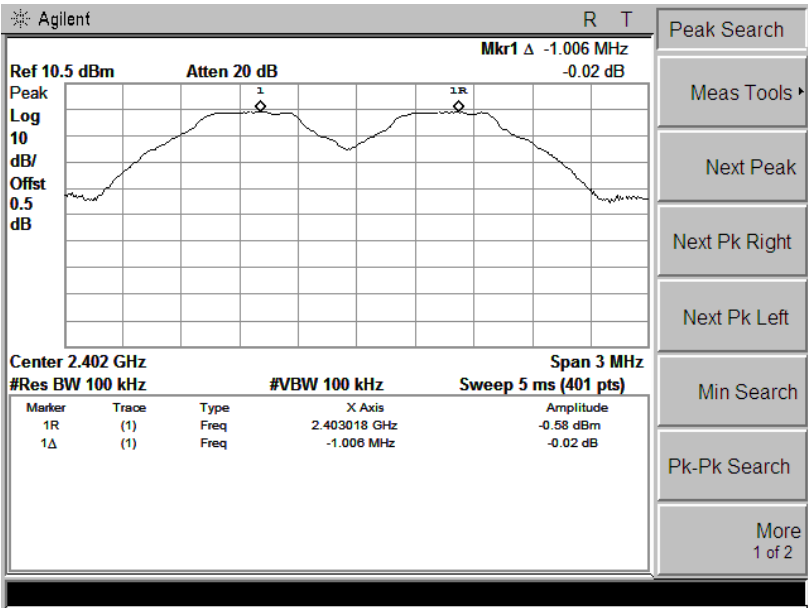 Agilent R T
Mkr1 Δ -1.006 MHz
Ref 10.5 dBm Atten 20 dB -0.02 dB
Peak
Log
10
dB/
Offst
0.5
dB
1 1R
Center 2.402 GHz Span 3 MHz
#Res BW 100 kHz #VBW 100 kHz Sweep 5 ms (401 pts)
Marker Trace Type X Axis Amplitude
1R (1) Freq 2.403018 GHz -0.58 dBm
1Δ (1) Freq -1.006 MHz -0.02 dB
Peak Search
Meas Tools
Next Peak
Next Pk Right
Next Pk Left
Min Search
Pk-Pk Search
More
1 of 2